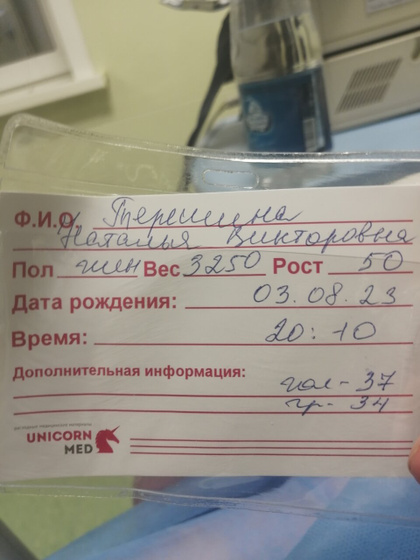 Ф.И.О. Терешина
Наталья Викторовна
Пол жен Вес 3250 Рост 50
Дата рождения: 03.08.23
Время: 20:10
Дополнительная информация:
гол - 37
гр - 34
UNICORN
MED